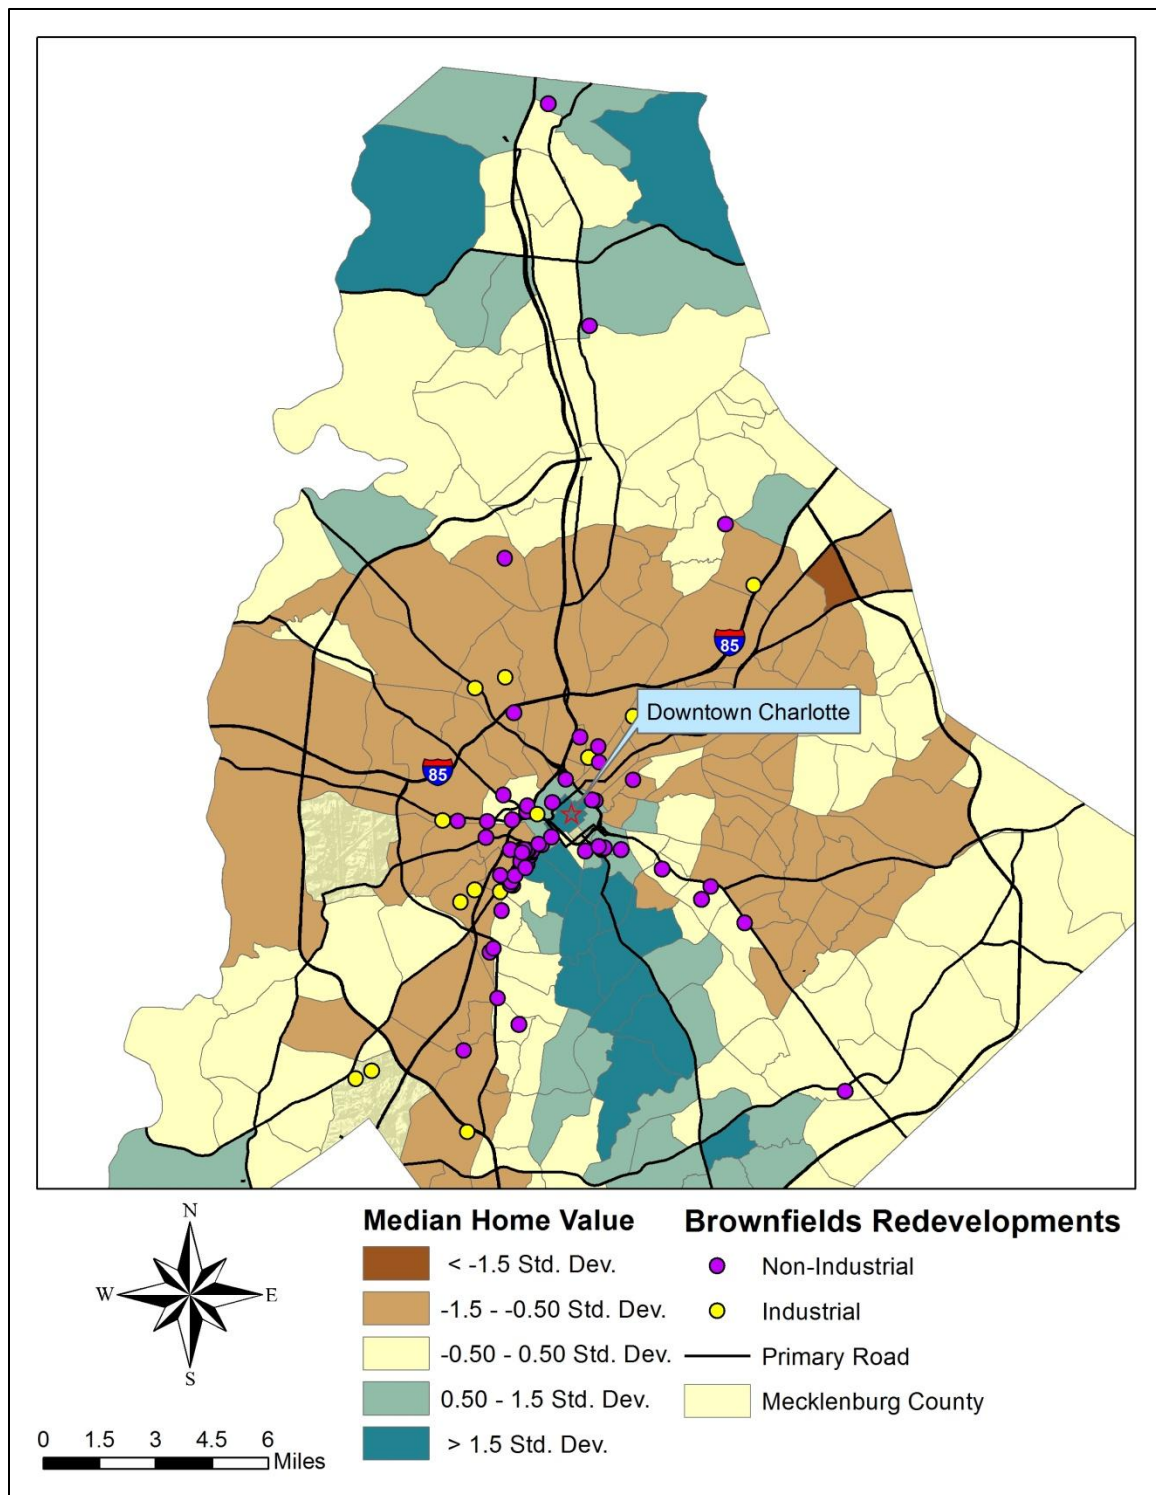 85
Downtown Charlotte
85
N
W
E
S
0 1.5 3 4.5 6
Miles
Median Home Value
< -1.5 Std. Dev.
-1.5 - -0.50 Std. Dev.
-0.50 - 0.50 Std. Dev.
0.50 - 1.5 Std. Dev.
> 1.5 Std. Dev.
Brownfields Redevelopments
Non-Industrial
Industrial
Primary Road
Mecklenburg County